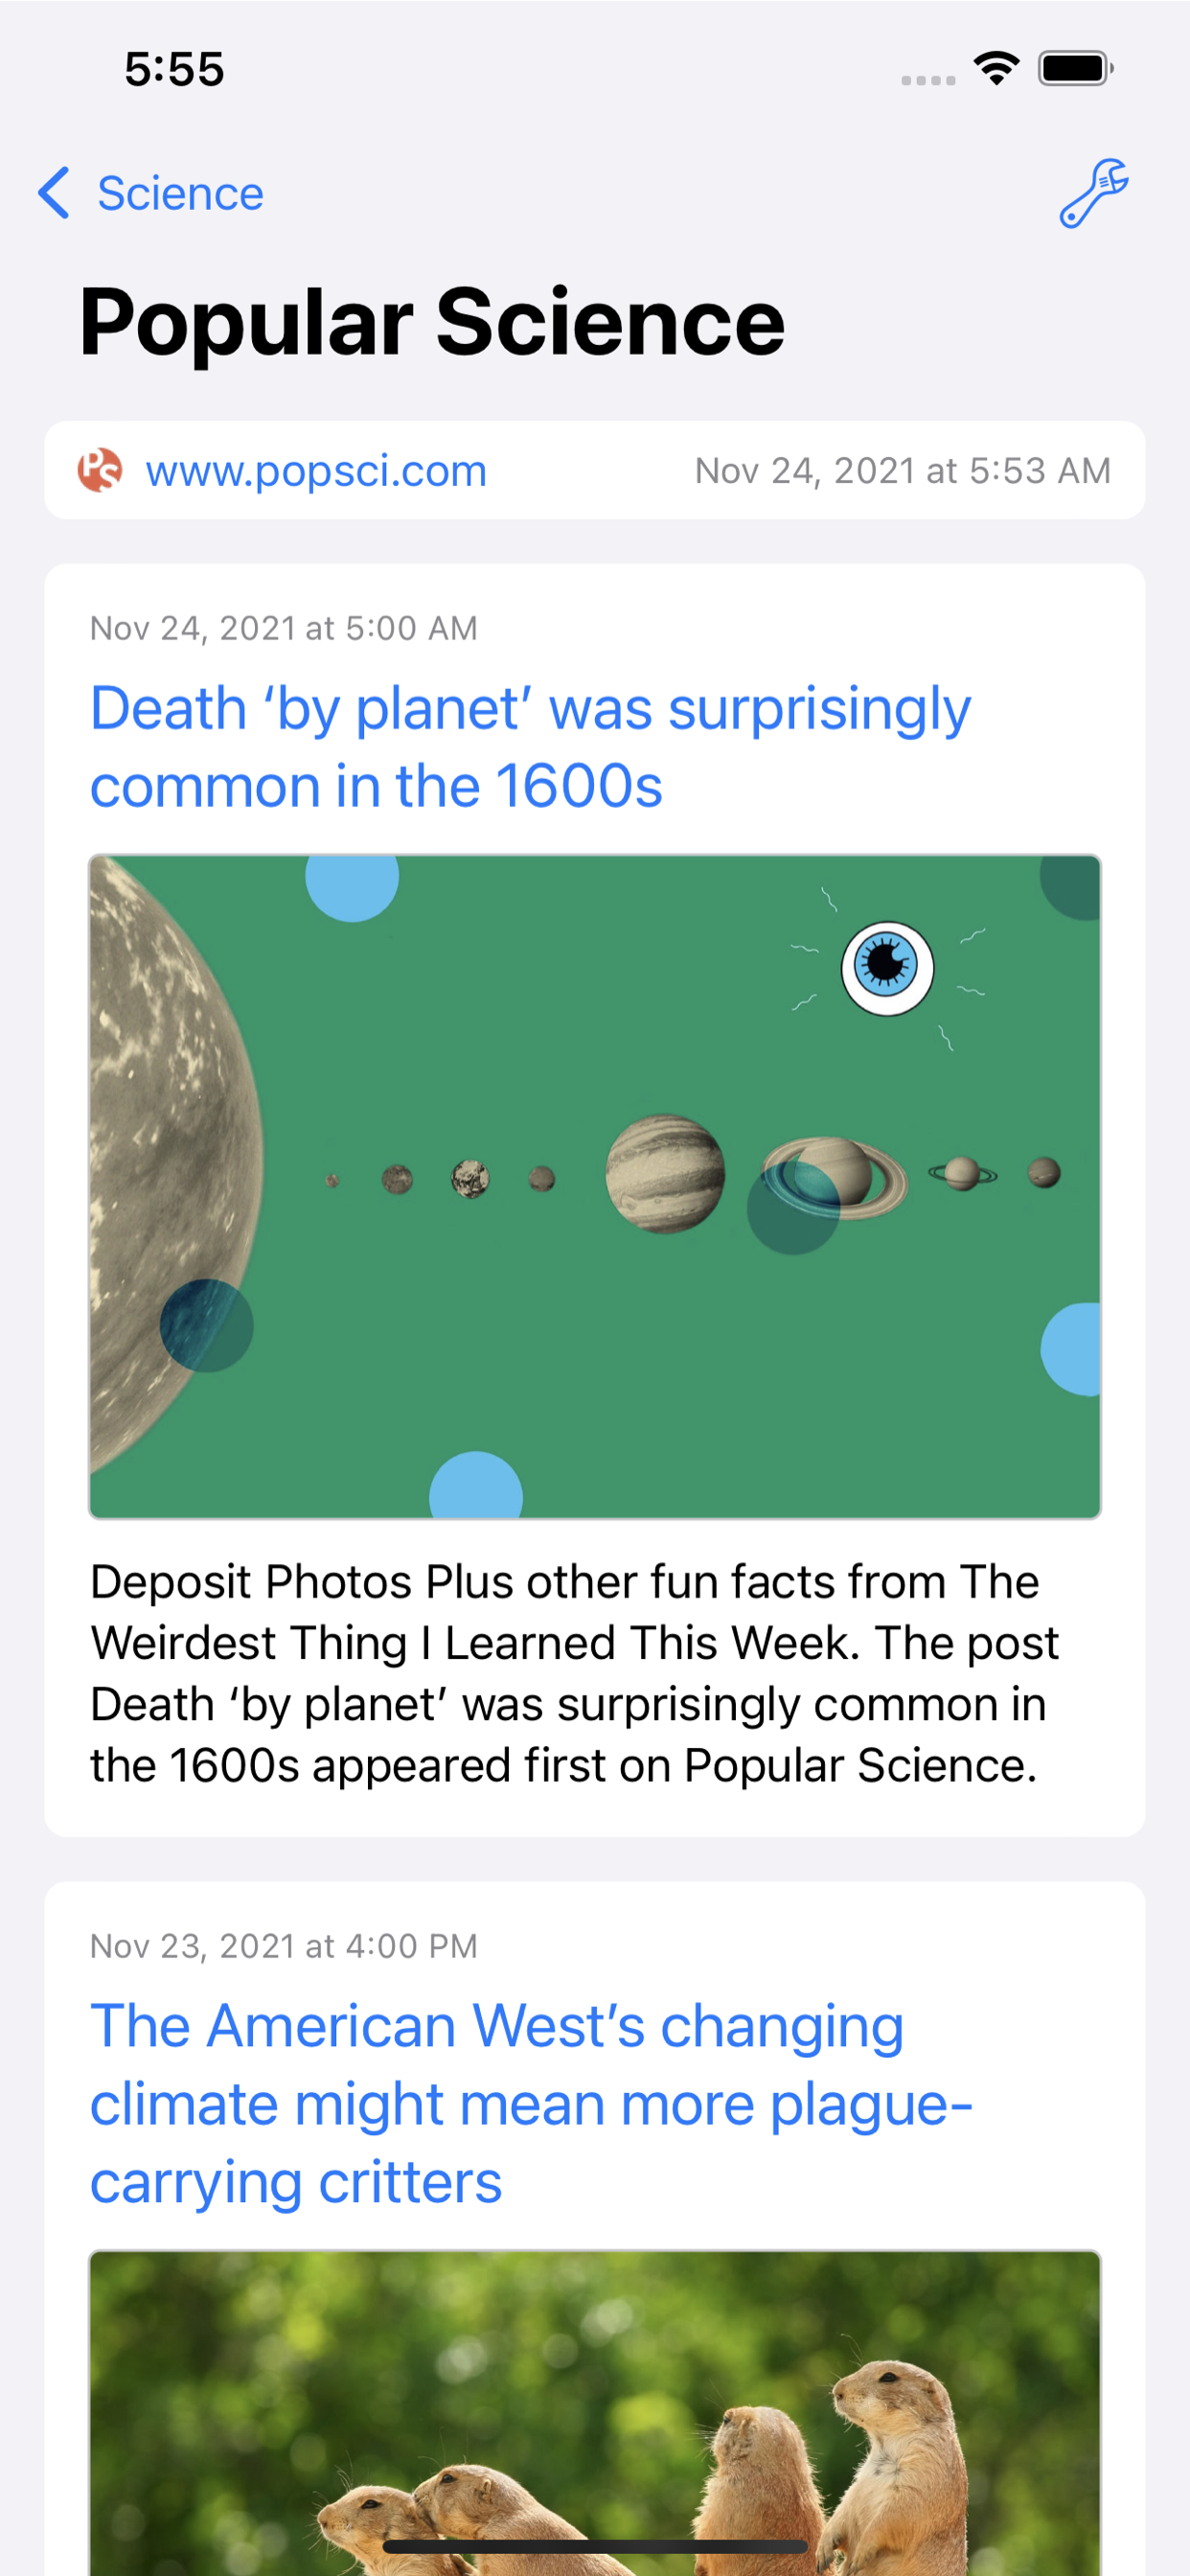 5:55
Science
Popular Science
PS www.popsci.com Nov 24, 2021 at 5:53 AM
Nov 24, 2021 at 5:00 AM
Death ‘by planet’ was surprisingly
common in the 1600s
Deposit Photos Plus other fun facts from The
Weirdest Thing I Learned This Week. The post
Death ‘by planet’ was surprisingly common in
the 1600s appeared first on Popular Science.
Nov 23, 2021 at 4:00 PM
The American West’s changing
climate might mean more plague-
carrying critters